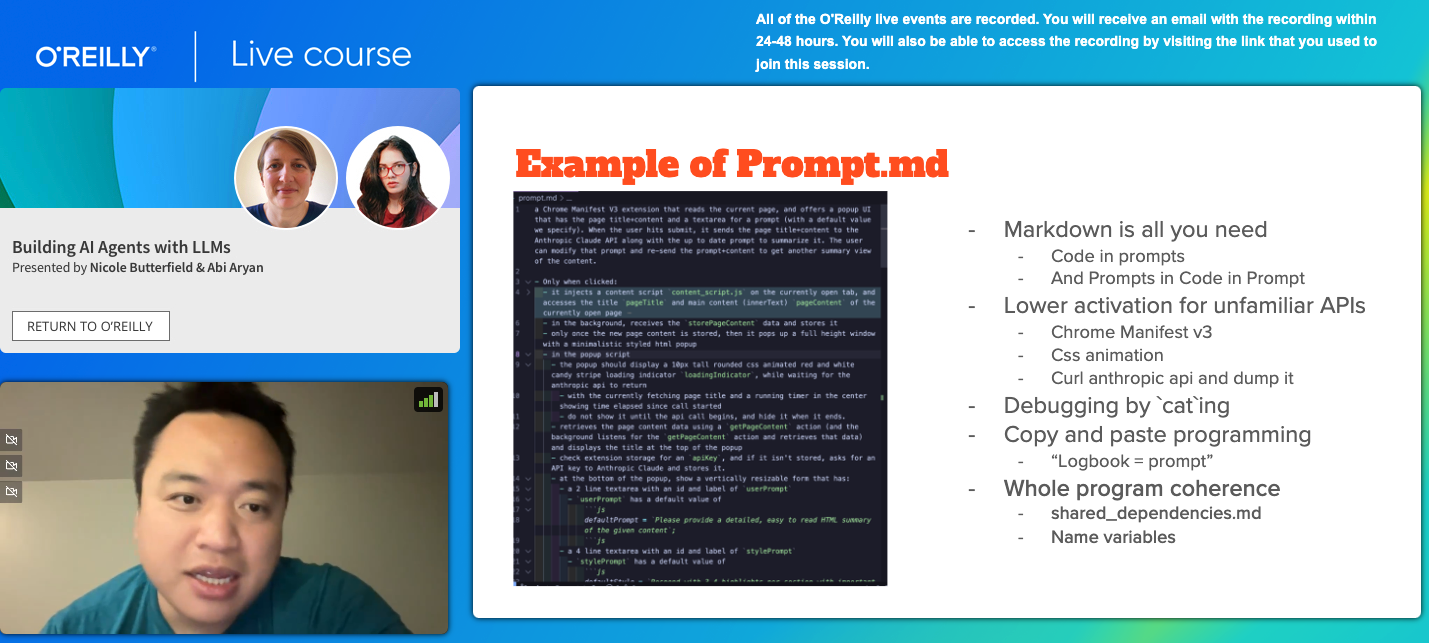 O'REILLY®
Live course
All of the O'Reilly live events are recorded. You will receive an email with the recording within
24-48 hours. You will also be able to access the recording by visiting the link that you used to
join this session.
Building AI Agents with LLMs
Presented by Nicole Butterfield & Abi Aryan
RETURN TO O'REILLY
Example of Prompt.md
prompt.md > ...
1 a Chrome Manifest V3 extension that reads the current page, and offers a popup UI
that has the page title+content and a textarea for a prompt (with a default value
we specify). When the user hits submit, it sends the page title+content to the
Anthropic Claude API along with the up to date prompt to summarize it. The user
can modify that prompt and re-send the prompt+content to get another summary view
of the content.
2
3 - Only when clicked:
4 - it injects a content script `content_script.js` on the currently open tab, and
accesses the title `pageTitle` and main content (innerText) `pageContent` of the
currently open page
6 - in the background, receives the `storePageContent` data and stores it
7 - only once the new page content is stored, then it pops up a full height window
with a minimalistic styled html popup
8 - in the popup script
9 - the popup should display a 10px tall rounded css animated red and white
candy stripe loading indicator `loadingIndicator`, while waiting for the
anthropic api to return
10 - with the currently fetching page title and a running timer in the center
showing time elapsed since call started
11 - do not show it until the api call begins, and hide it when it ends.
12 - retrieves the page content data using a `getPageContent` action (and the
background listens for the `getPageContent` action and retrieves that data)
and displays the title at the top of the popup
13 - check extension storage for an `apiKey`, and if it isn't stored, asks for an
API key to Anthropic Claude and stores it.
14 - at the bottom of the popup, show a vertically resizable form that has:
15 - a 2 line textarea with an id and label of `userPrompt`
16 - `userPrompt` has a default value of
17 ```js
18 defaultPrompt = `Please provide a detailed, easy to read HTML summary
of the given content`;
19 ```js
20 - a 4 line textarea with an id and label of `stylePrompt`
21 - `stylePrompt` has a default value of
22 ```js
- Markdown is all you need
- Code in prompts
- And Prompts in Code in Prompt
- Lower activation for unfamiliar APIs
- Chrome Manifest v3
- Css animation
- Curl anthropic api and dump it
- Debugging by `cat`ing
- Copy and paste programming
- “Logbook = prompt”
- Whole program coherence
- shared_dependencies.md
- Name variables